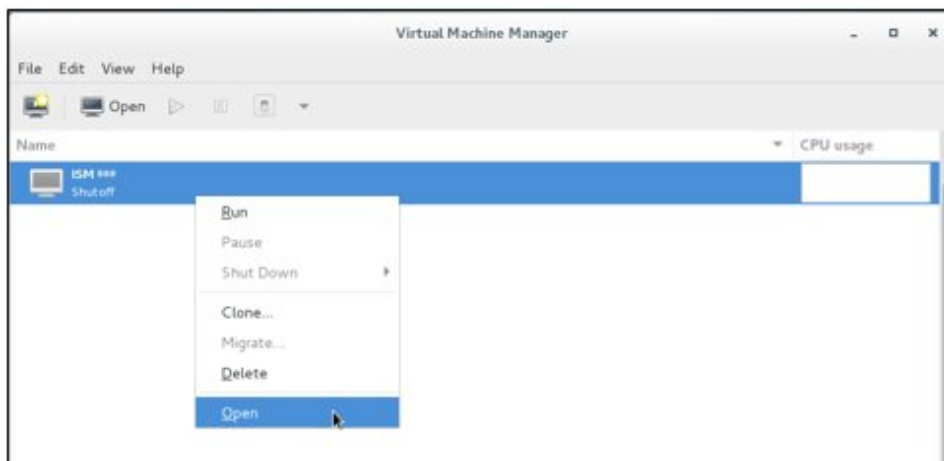 Virtual Machine Manager
File Edit View Help
Open
Name CPU usage
ISM ***
Shutoff
Run
Pause
Shut Down
Clone...
Migrate...
Delete
Open